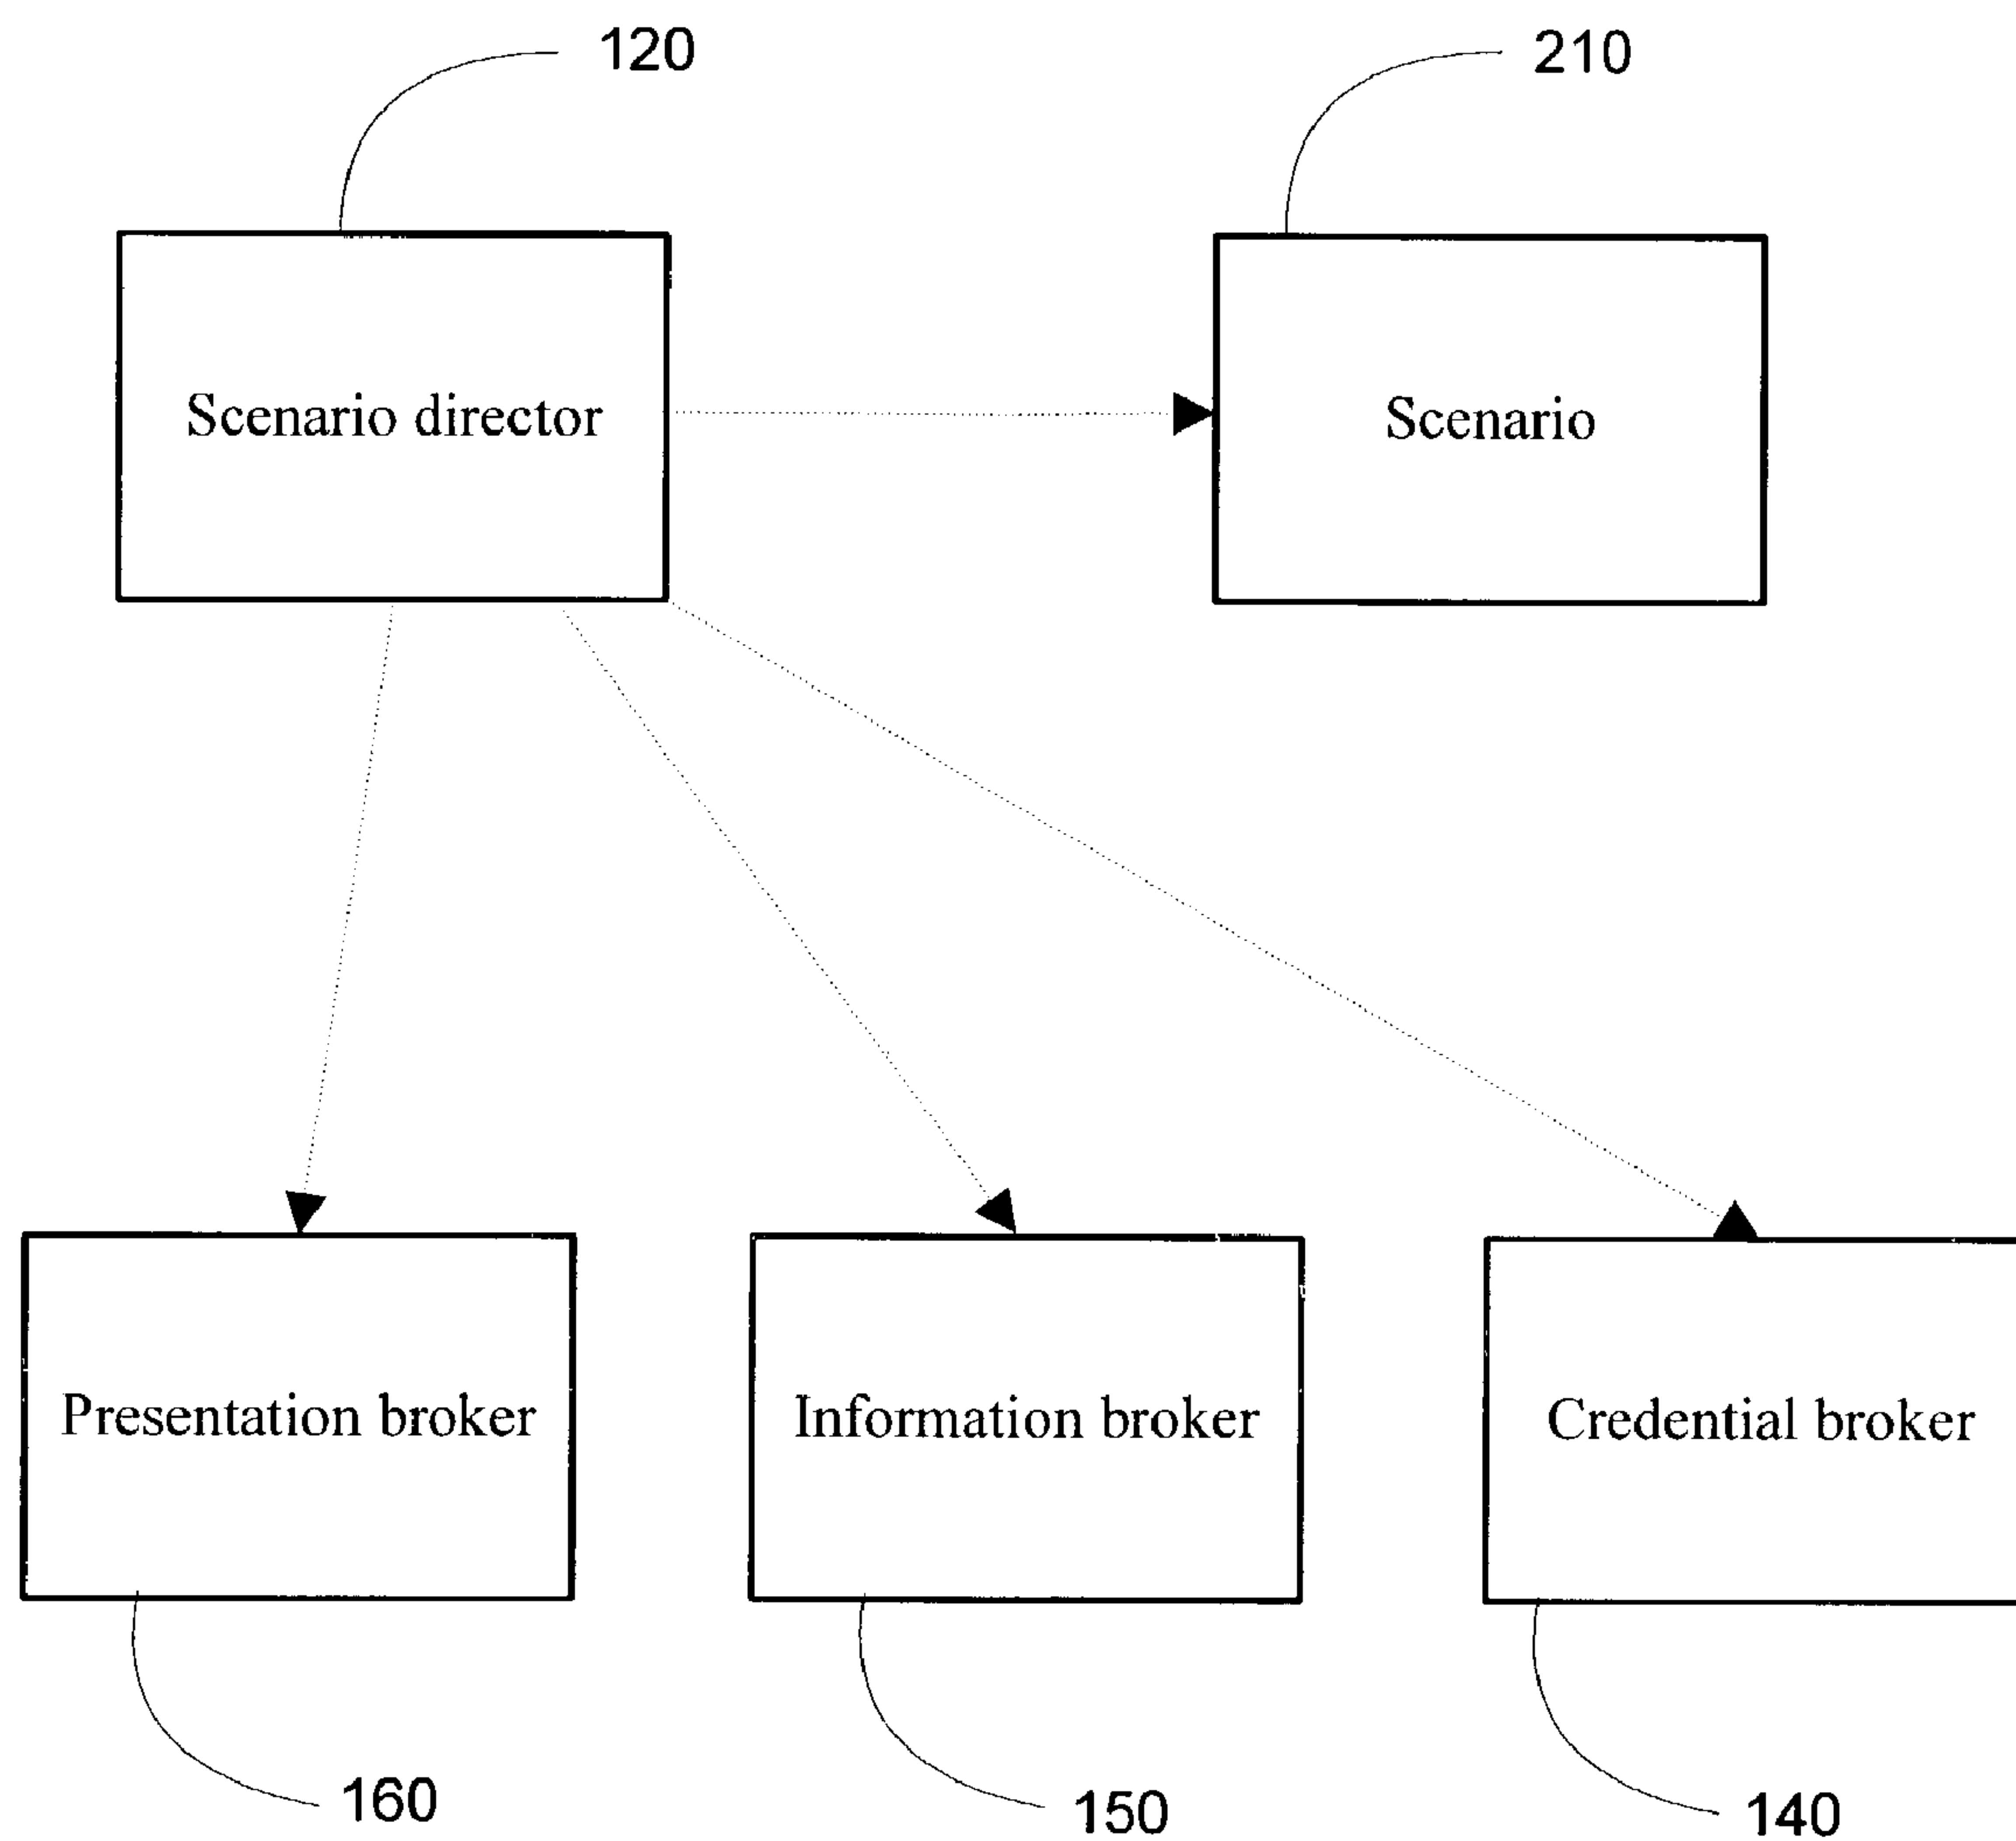 120
210
Scenario director
Scenario
Presentation broker
Information broker
Credential broker
160
150
140